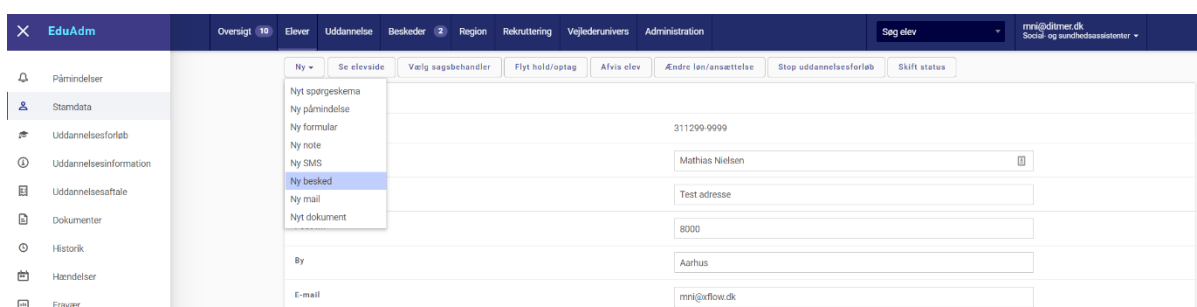 EduAdm
Oversigt 10 Elever Uddannelse Beskeder 2 Region Rekruttering Vejlederunivers Administration
Søg elev
mni@ditmer.dk
Social- og sundhedsassistenter
Påmindelser
Stamdata
Uddannelsesforløb
Uddannelsesinformation
Uddannelsesaftale
Dokumenter
Historik
Hændelser
Fravær
Ny Se elevside Vælg sagsbehandler Flyt hold/optag Afvis elev Ændre løn/ansættelse Stop uddannelsesforløb Skift status
Nyt spørgeskema
Ny påmindelse
Ny formular
Ny note
Ny SMS
Ny besked
Ny mail
Nyt dokument
311299-9999
Mathias Nielsen
Test adresse
8000
By Aarhus
E-mail mni@xflow.dk